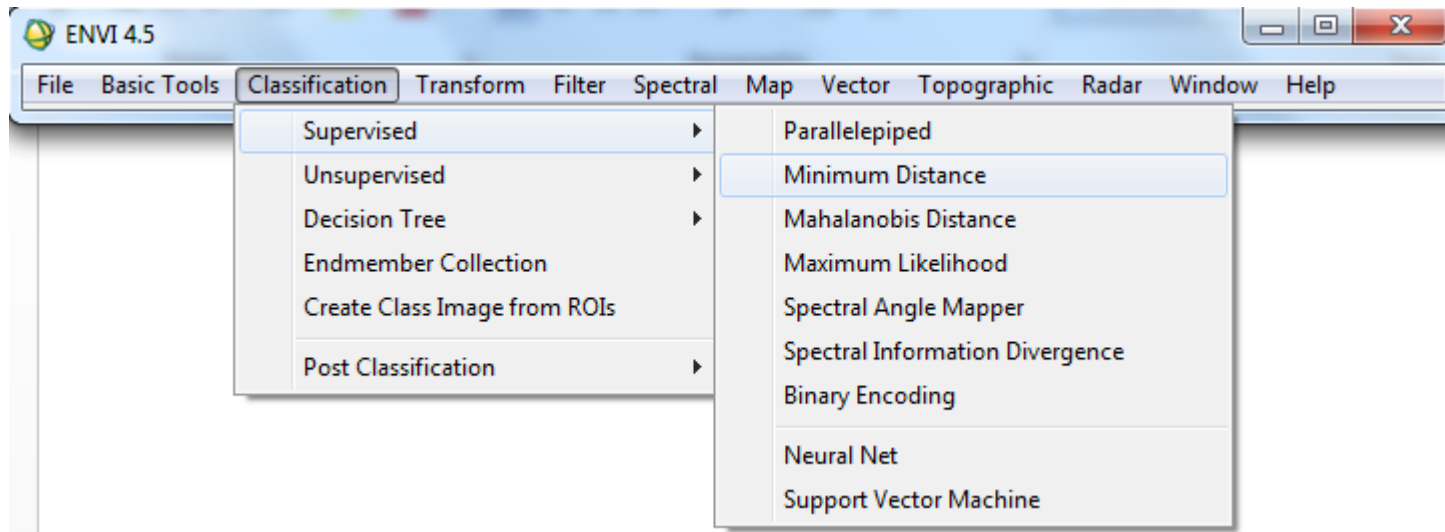 ENVI 4.5
File Basic Tools Classification Transform Filter Spectral Map Vector Topographic Radar Window Help
Supervised
Unsupervised
Decision Tree
Endmember Collection
Create Class Image from ROIs
Post Classification
Parallelepiped
Minimum Distance
Mahalanobis Distance
Maximum Likelihood
Spectral Angle Mapper
Spectral Information Divergence
Binary Encoding
Neural Net
Support Vector Machine